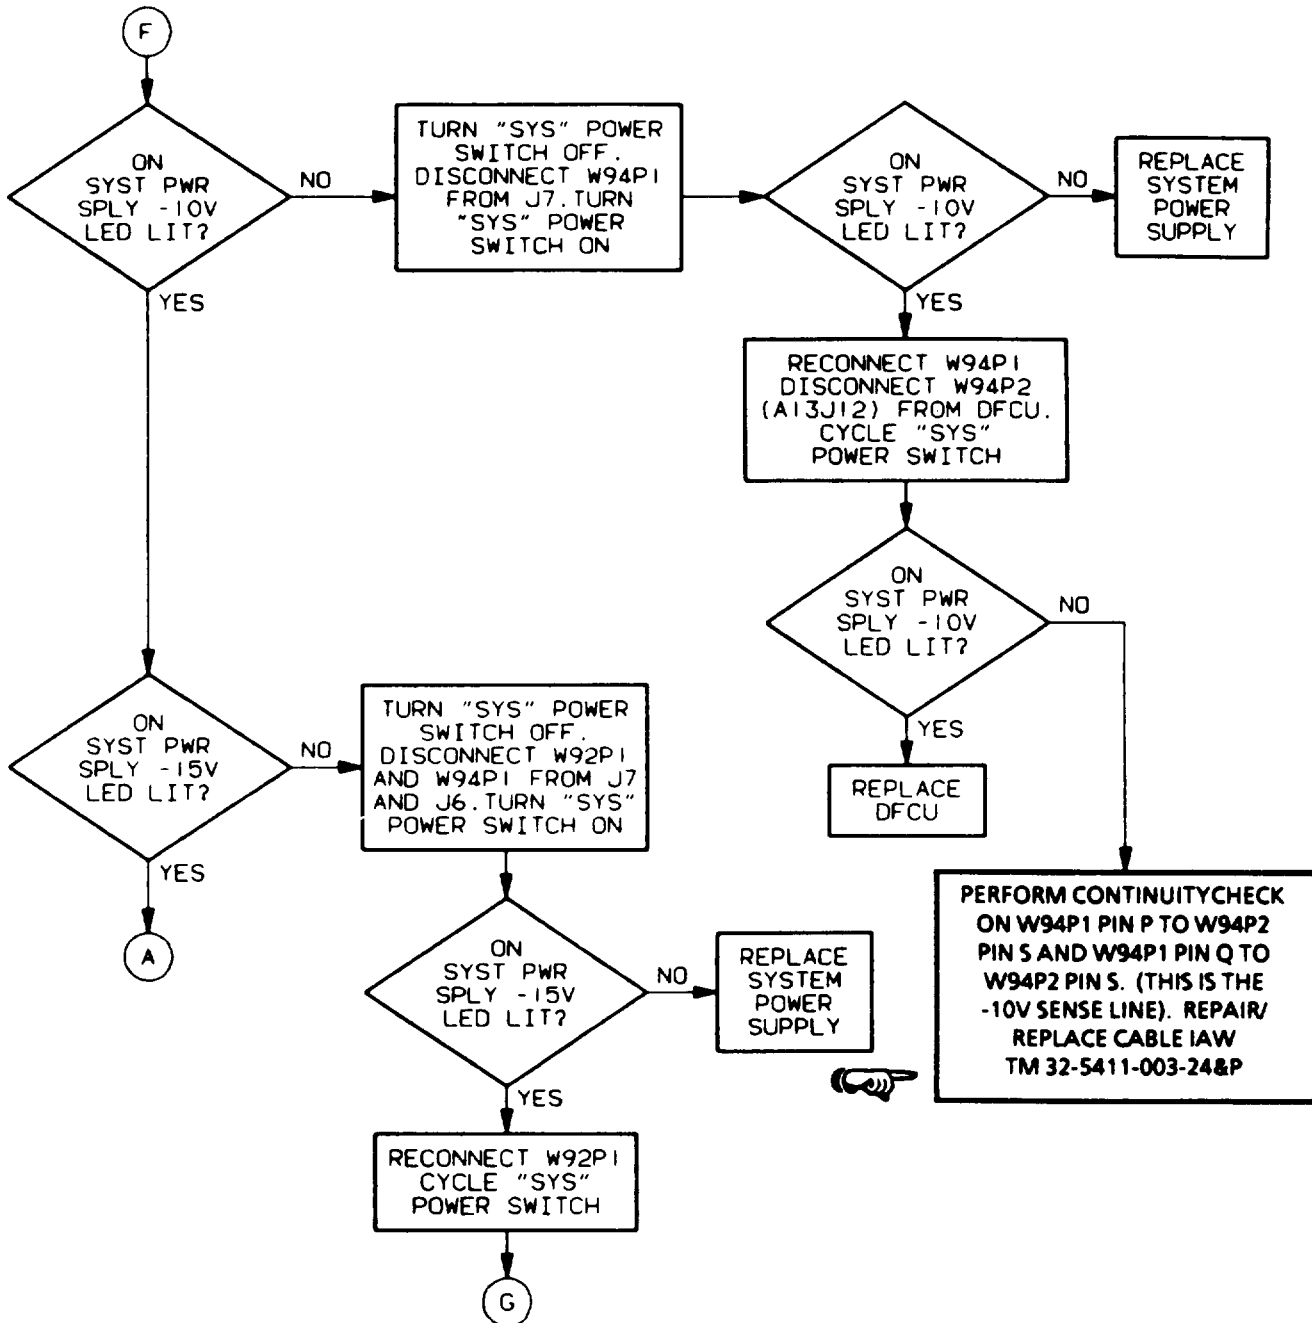 F
ON
SYST PWR
SPLY -10V
LED LIT?
NO
YES
TURN "SYS" POWER
SWITCH OFF.
DISCONNECT W94P1
FROM J7.TURN
"SYS" POWER
SWITCH ON
ON
SYST PWR
SPLY -10V
LED LIT?
NO
YES
REPLACE
SYSTEM
POWER
SUPPLY
RECONNECT W94P1
DISCONNECT W94P2
(A13J12) FROM DFCU.
CYCLE "SYS"
POWER SWITCH
ON
SYST PWR
SPLY -10V
LED LIT?
NO
YES
REPLACE
DFCU
PERFORM CONTINUITYCHECK
ON W94P1 PIN P TO W94P2
PIN S AND W94P1 PIN Q TO
W94P2 PIN S. (THIS IS THE
-10V SENSE LINE). REPAIR/
REPLACE CABLE IAW
TM 32-5411-003-24&P
ON
SYST PWR
SPLY -15V
LED LIT?
NO
YES
A
TURN "SYS" POWER
SWITCH OFF.
DISCONNECT W92P1
AND W94P1 FROM J7
AND J6.TURN "SYS"
POWER SWITCH ON
ON
SYST PWR
SPLY -15V
LED LIT?
NO
YES
REPLACE
SYSTEM
POWER
SUPPLY
RECONNECT W92P1
CYCLE "SYS"
POWER SWITCH
G